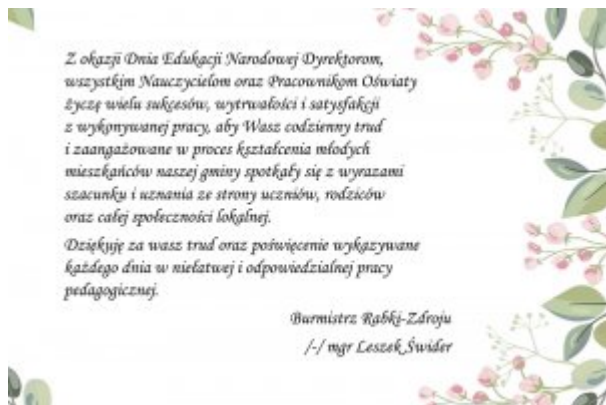 Z okazji Dnia Edukacji Narodowej Dyrektorom,
wszystkim Nauczycielom oraz Pracownikom Oświaty
życzę wielu sukcesów, wytrwałości i satysfakcji
z wykonywanej pracy, aby Wasz codzienny trud
i zaangażowane w proces kształcenia młodych
mieszkańców naszej gminy spotkały się z wyrazami
szacunku i uznania ze strony uczniów, rodziców
oraz całej społeczności lokalnej.
Dziękuję za wasz trud oraz poświęcenie wykazywane
każdego dnia w niełatwej i odpowiedzialnej pracy
pedagogicznej.
Burmistrz Rabki-Zdroju
/-/ mgr Leszek Świder